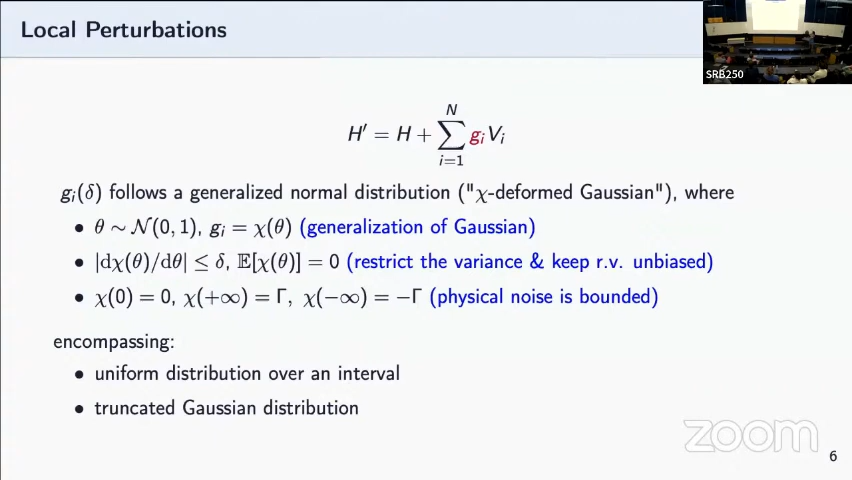 Local Perturbations
SRB250
H′ = H + ∑_{i=1}^{N} g_i V_i
g_i(δ) follows a generalized normal distribution ("χ-deformed Gaussian"), where
• θ ∼ 𝒩(0, 1), g_i = χ(θ) (generalization of Gaussian)
• |dχ(θ)/dθ| ≤ δ, 𝔼[χ(θ)] = 0 (restrict the variance & keep r.v. unbiased)
• χ(0) = 0, χ(+∞) = Γ, χ(−∞) = −Γ (physical noise is bounded)
encompassing:
• uniform distribution over an interval
• truncated Gaussian distribution
zoom
6